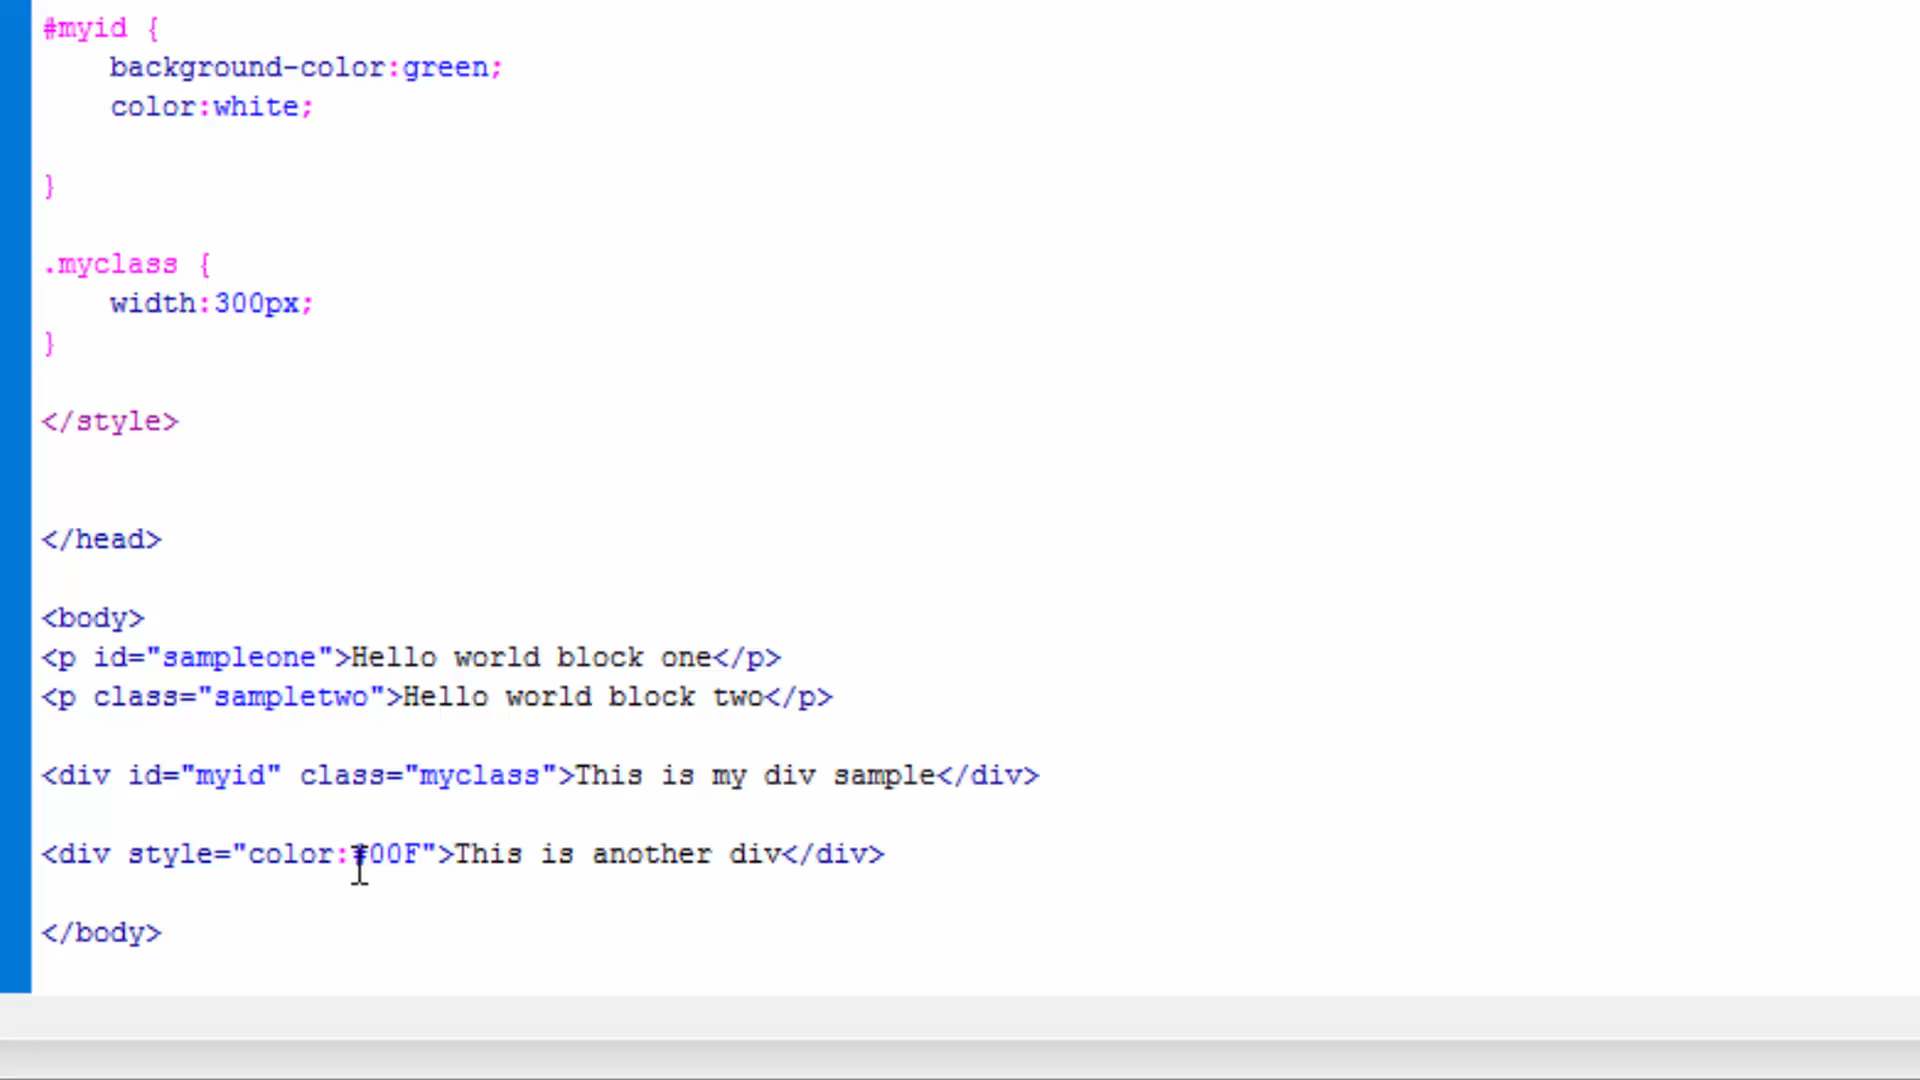 #myid {
background-color:green;
color:white;
}
.myclass {
width:300px;
}
</style>
</head>
<body>
<p id="sampleone">Hello world block one</p>
<p class="sampletwo">Hello world block two</p>
<div id="myid" class="myclass">This is my div sample</div>
<div style="color:#00F">This is another div</div>
</body>